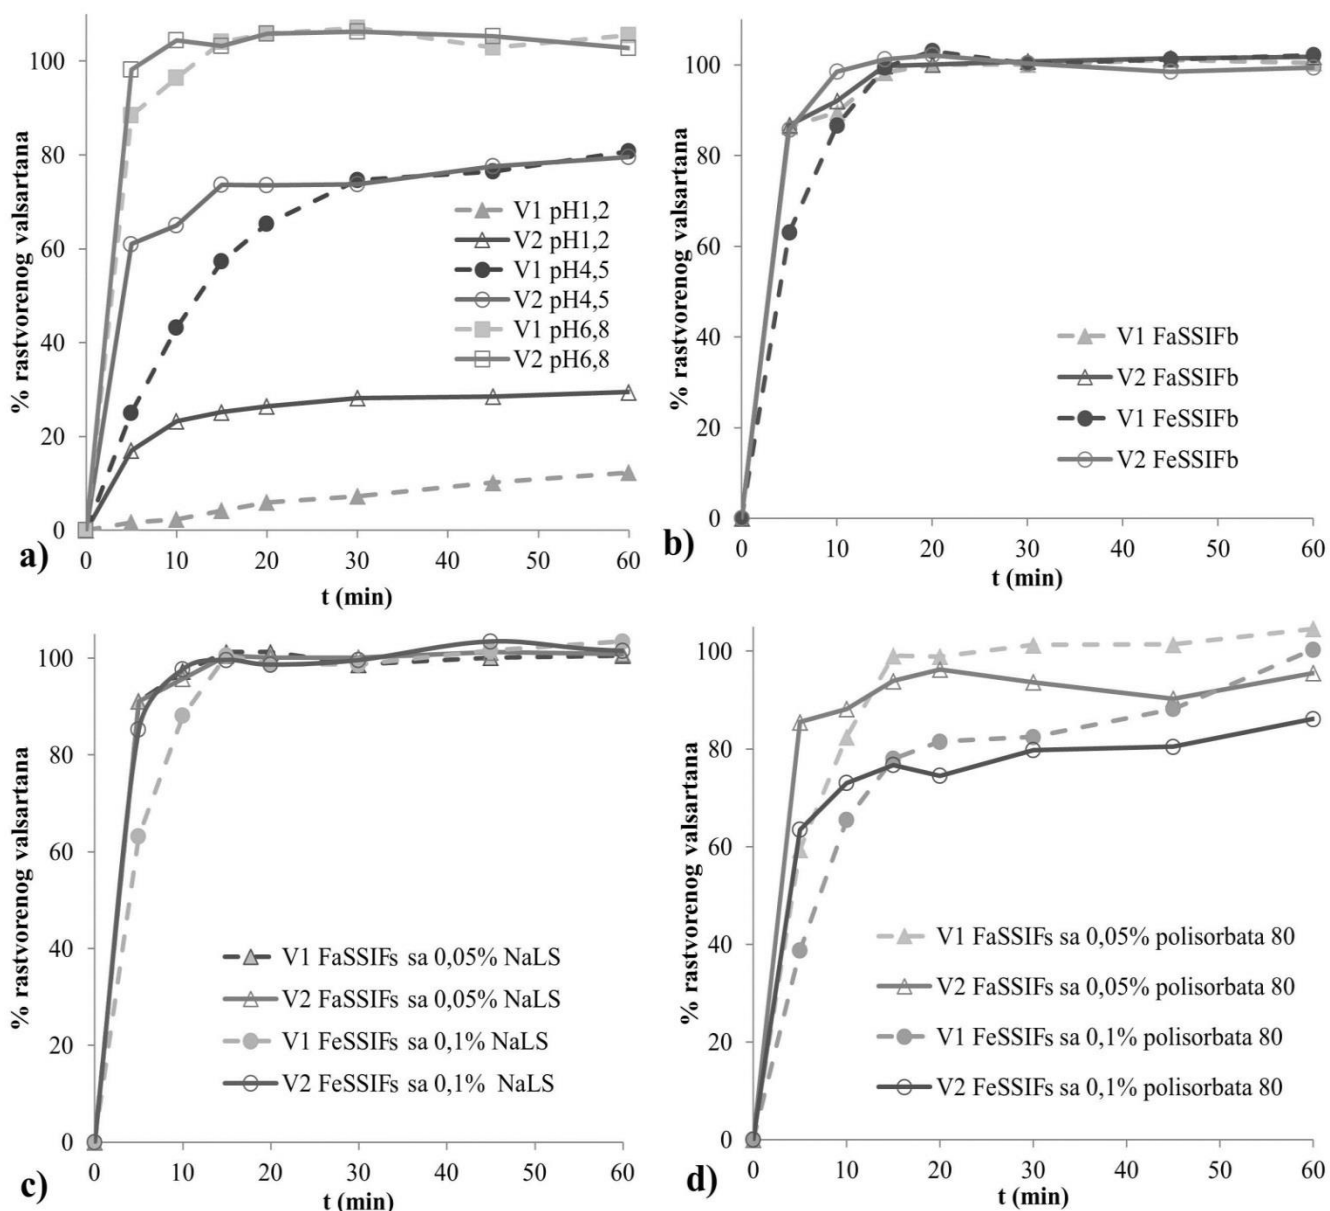 % rastvorenog valsartana
100
80
60
40
20
0
0 10 20 30 40 50 60
t (min)
V1 pH1,2
V2 pH1,2
V1 pH4,5
V2 pH4,5
V1 pH6,8
V2 pH6,8
a)
% rastvorenog valsartana
100
80
60
40
20
0
0 10 20 30 40 50 60
t (min)
V1 FaSSIFb
V2 FaSSIFb
V1 FeSSIFb
V2 FeSSIFb
b)
% rastvorenog valsartana
100
80
60
40
20
0
0 10 20 30 40 50 60
t (min)
V1 FaSSIFs sa 0,05% NaLS
V2 FaSSIFs sa 0,05% NaLS
V1 FeSSIFs sa 0,1% NaLS
V2 FeSSIFs sa 0,1% NaLS
c)
% rastvorenog valsartana
100
80
60
40
20
0
0 10 20 30 40 50 60
t (min)
V1 FaSSIFs sa 0,05% polisorbata 80
V2 FaSSIFs sa 0,05% polisorbata 80
V1 FeSSIFs sa 0,1% polisorbata 80
V2 FeSSIFs sa 0,1% polisorbata 80
d)